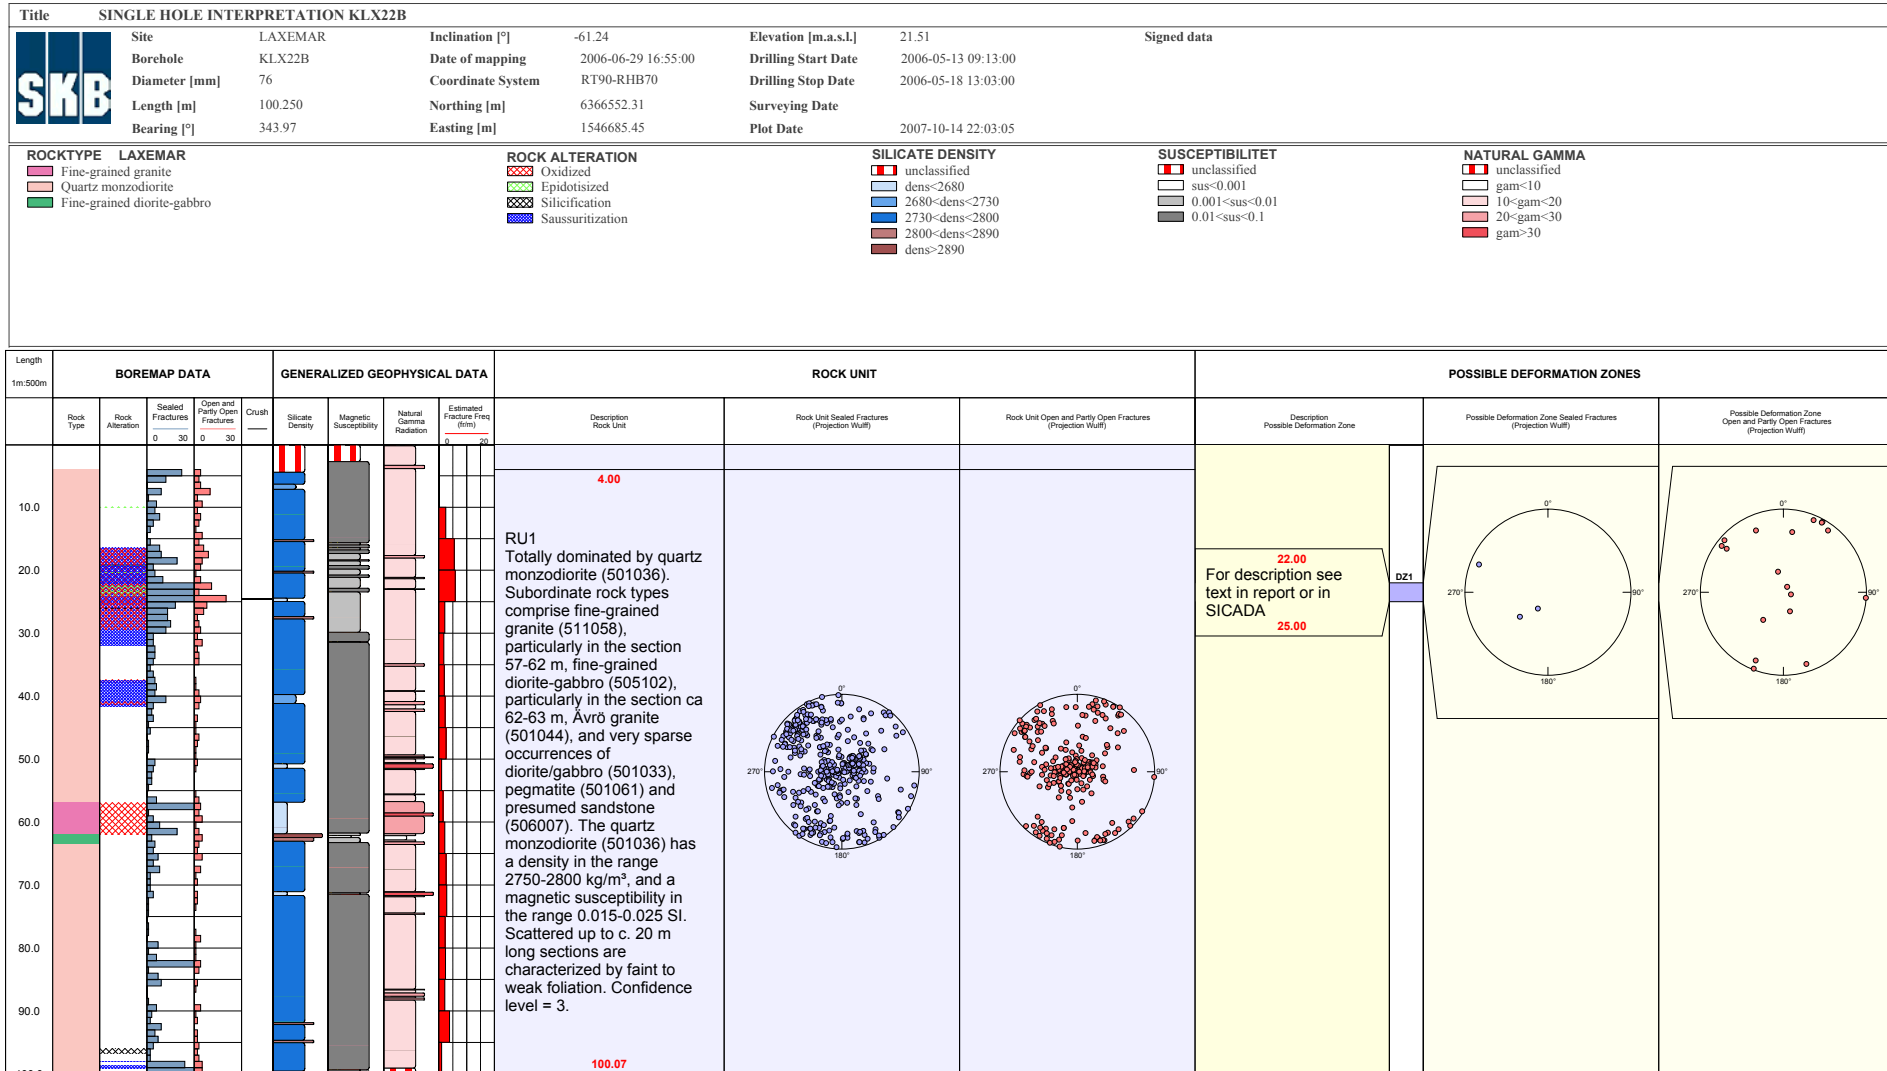 Title SINGLE HOLE INTERPRETATION KLX22B
SKB
Site LAXEMAR Inclination [°] -61.24 Elevation [m.a.s.l.] 21.51 Signed data
Borehole KLX22B Date of mapping 2006-06-29 16:55:00 Drilling Start Date 2006-05-13 09:13:00
Diameter [mm] 76 Coordinate System RT90-RHB70 Drilling Stop Date 2006-05-18 13:03:00
Length [m] 100.250 Northing [m] 6366552.31 Surveying Date
Bearing [°] 343.97 Easting [m] 1546685.45 Plot Date 2007-10-14 22:03:05
ROCKTYPE LAXEMAR
Fine-grained granite
Quartz monzodiorite
Fine-grained diorite-gabbro
ROCK ALTERATION
Oxidized
Epidotisized
Silicification
Saussuritization
SILICATE DENSITY
unclassified
dens<2680
2680<dens<2730
2730<dens<2800
2800<dens<2890
dens>2890
SUSCEPTIBILITET
unclassified
sus<0.001
0.001<sus<0.01
0.01<sus<0.1
NATURAL GAMMA
unclassified
gam<10
10<gam<20
20<gam<30
gam>30
Length
1m:500m
BOREMAP DATA
GENERALIZED GEOPHYSICAL DATA
ROCK UNIT
POSSIBLE DEFORMATION ZONES
Rock
Type
Rock
Alteration
Sealed
Fractures
0 30
Open and
Partly Open
Fractures
0 30
Crush
Silicate
Density
Magnetic
Susceptibility
Natural
Gamma
Radiation
Estimated
Fracture Freq
(fr/m)
0 20
Description
Rock Unit
Rock Unit Sealed Fractures
(Projection Wulff)
Rock Unit Open and Partly Open Fractures
(Projection Wulff)
Description
Possible Deformation Zone
Possible Deformation Zone Sealed Fractures
(Projection Wulff)
Possible Deformation Zone
Open and Partly Open Fractures
(Projection Wulff)
10.0
20.0
30.0
40.0
50.0
60.0
70.0
80.0
90.0
4.00
RU1
Totally dominated by quartz
monzodiorite (501036).
Subordinate rock types
comprise fine-grained
granite (511058),
particularly in the section
57-62 m, fine-grained
diorite-gabbro (505102),
particularly in the section ca
62-63 m, Ävrö granite
(501044), and very sparse
occurrences of
diorite/gabbro (501033),
pegmatite (501061) and
presumed sandstone
(506007). The quartz
monzodiorite (501036) has
a density in the range
2750-2800 kg/m³, and a
magnetic susceptibility in
the range 0.015-0.025 SI.
Scattered up to c. 20 m
long sections are
characterized by faint to
weak foliation. Confidence
level = 3.
100.07
0°
270° 90°
180°
0°
270° 90°
180°
22.00
For description see
text in report or in
SICADA
25.00
DZ1
0°
270° 90°
180°
0°
270° 90°
180°